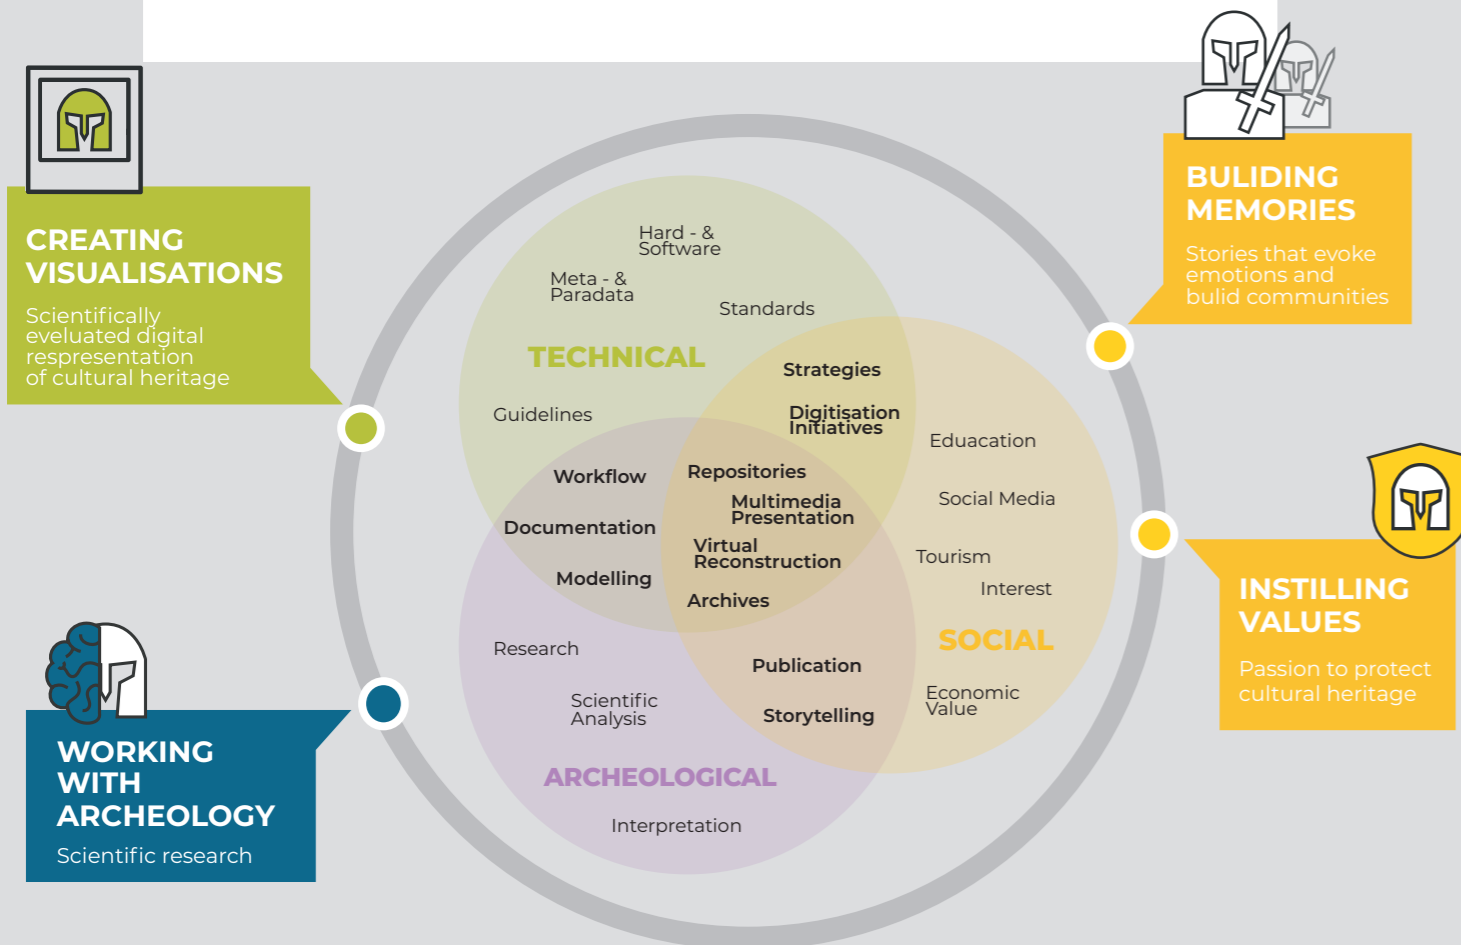 CREATING
VISUALISATIONS
Scientifically
eveluated digital
respresentation
of cultural heritage
BULIDING
MEMORIES
Stories that evoke
emotions and
bulid communities
Hard - &
Software
Meta - &
Paradata
Standards
TECHNICAL
Guidelines
Strategies
Digitisation
Initiatives
Eduacation
Social Media
Tourism
Interest
SOCIAL
Economic
Value
Workflow
Documentation
Modelling
Repositories
Multimedia
Presentation
Virtual
Reconstruction
Archives
Research
Scientific
Analysis
ARCHEOLOGICAL
Interpretation
Publication
Storytelling
WORKING
WITH
ARCHEOLOGY
Scientific research
INSTILLING
VALUES
Passion to protect
cultural heritage